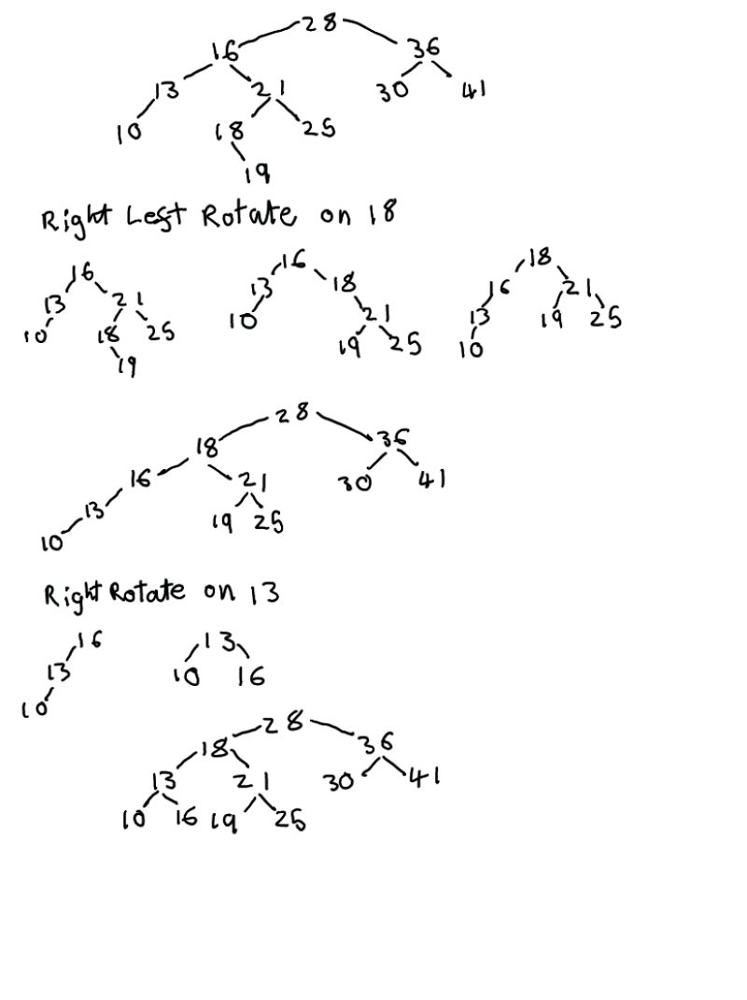 28
16 36
13 21 30 41
10 18 25
19
Right Left Rotate on 18
16 16 18
13 21 13 18 16 21
10 18 25 10 21 13 19 25
19 19 25 10
28
18 36
16 21 30 41
13 19 25
10
Right Rotate on 13
16 13
13 10 16
10
28
18 36
13 21 30 41
10 16 19 25